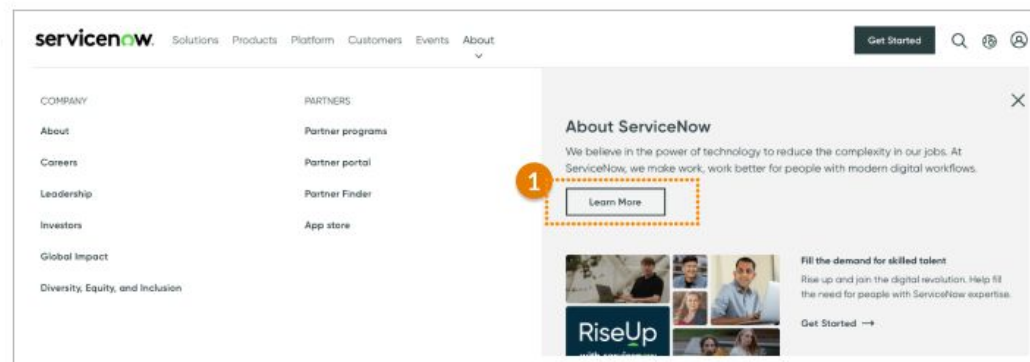 servicenow. Solutions Products Platform Customers Events About
Get Started
COMPANY
About
Careers
Leadership
Investors
Global Impact
Diversity, Equity, and Inclusion
PARTNERS
Partner programs
Partner portal
Partner Finder
App store
About ServiceNow
We believe in the power of technology to reduce the complexity in our jobs. At
ServiceNow, we make work, work better for people with modern digital workflows.
1
Learn More
RiseUp
with servicenow
Fill the demand for skilled talent
Rise up and join the digital revolution. Help fill
the need for people with ServiceNow expertise.
Get Started →